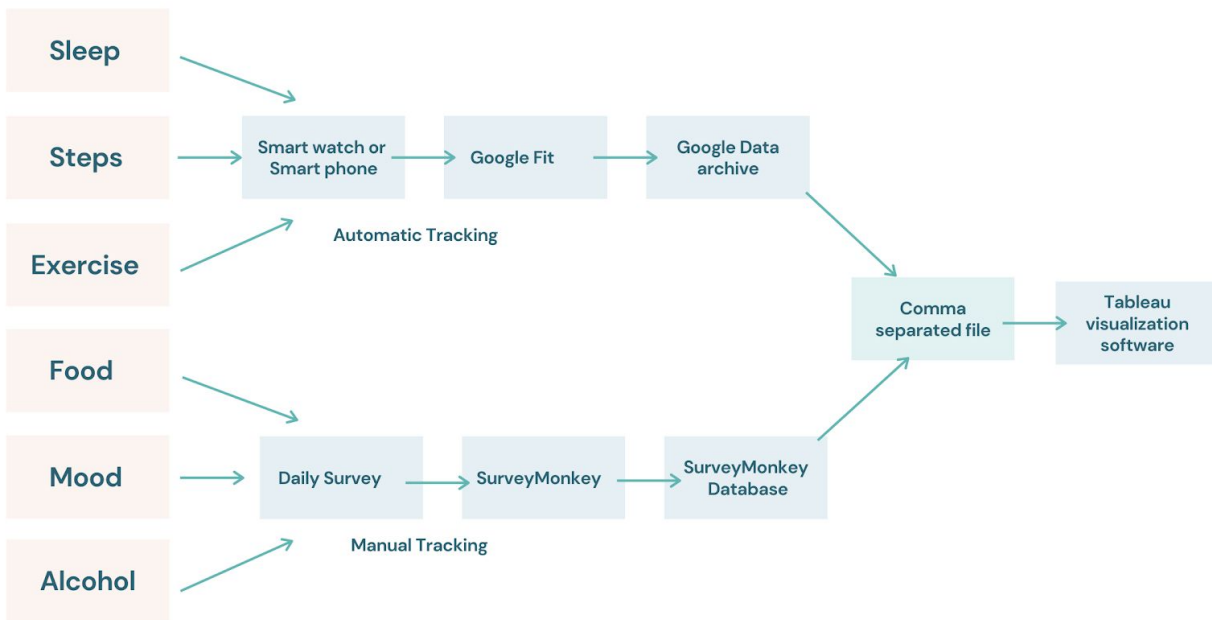 Sleep
Steps
Exercise
Smart watch or
Smart phone
Google Fit
Google Data
archive
Automatic Tracking
Food
Mood
Alcohol
Daily Survey
SurveyMonkey
SurveyMonkey
Database
Manual Tracking
Comma
separated file
Tableau
visualization
software